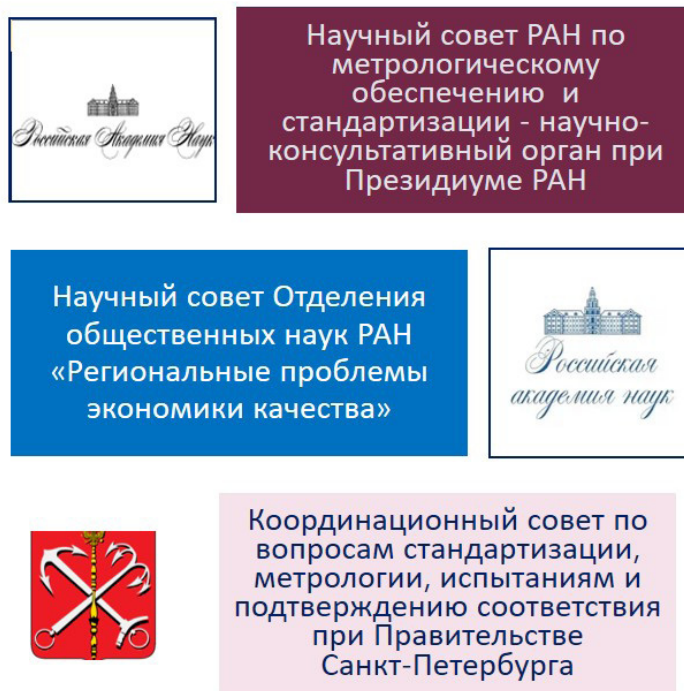 Российская Академия Наук
Научный совет РАН по
метрологическому
обеспечению и
стандартизации - научно-
консультативный орган при
Президиуме РАН
Научный совет Отделения
общественных наук РАН
«Региональные проблемы
экономики качества»
Российская
академия наук
Координационный совет по
вопросам стандартизации,
метрологии, испытаниям и
подтверждению соответствия
при Правительстве
Санкт-Петербурга